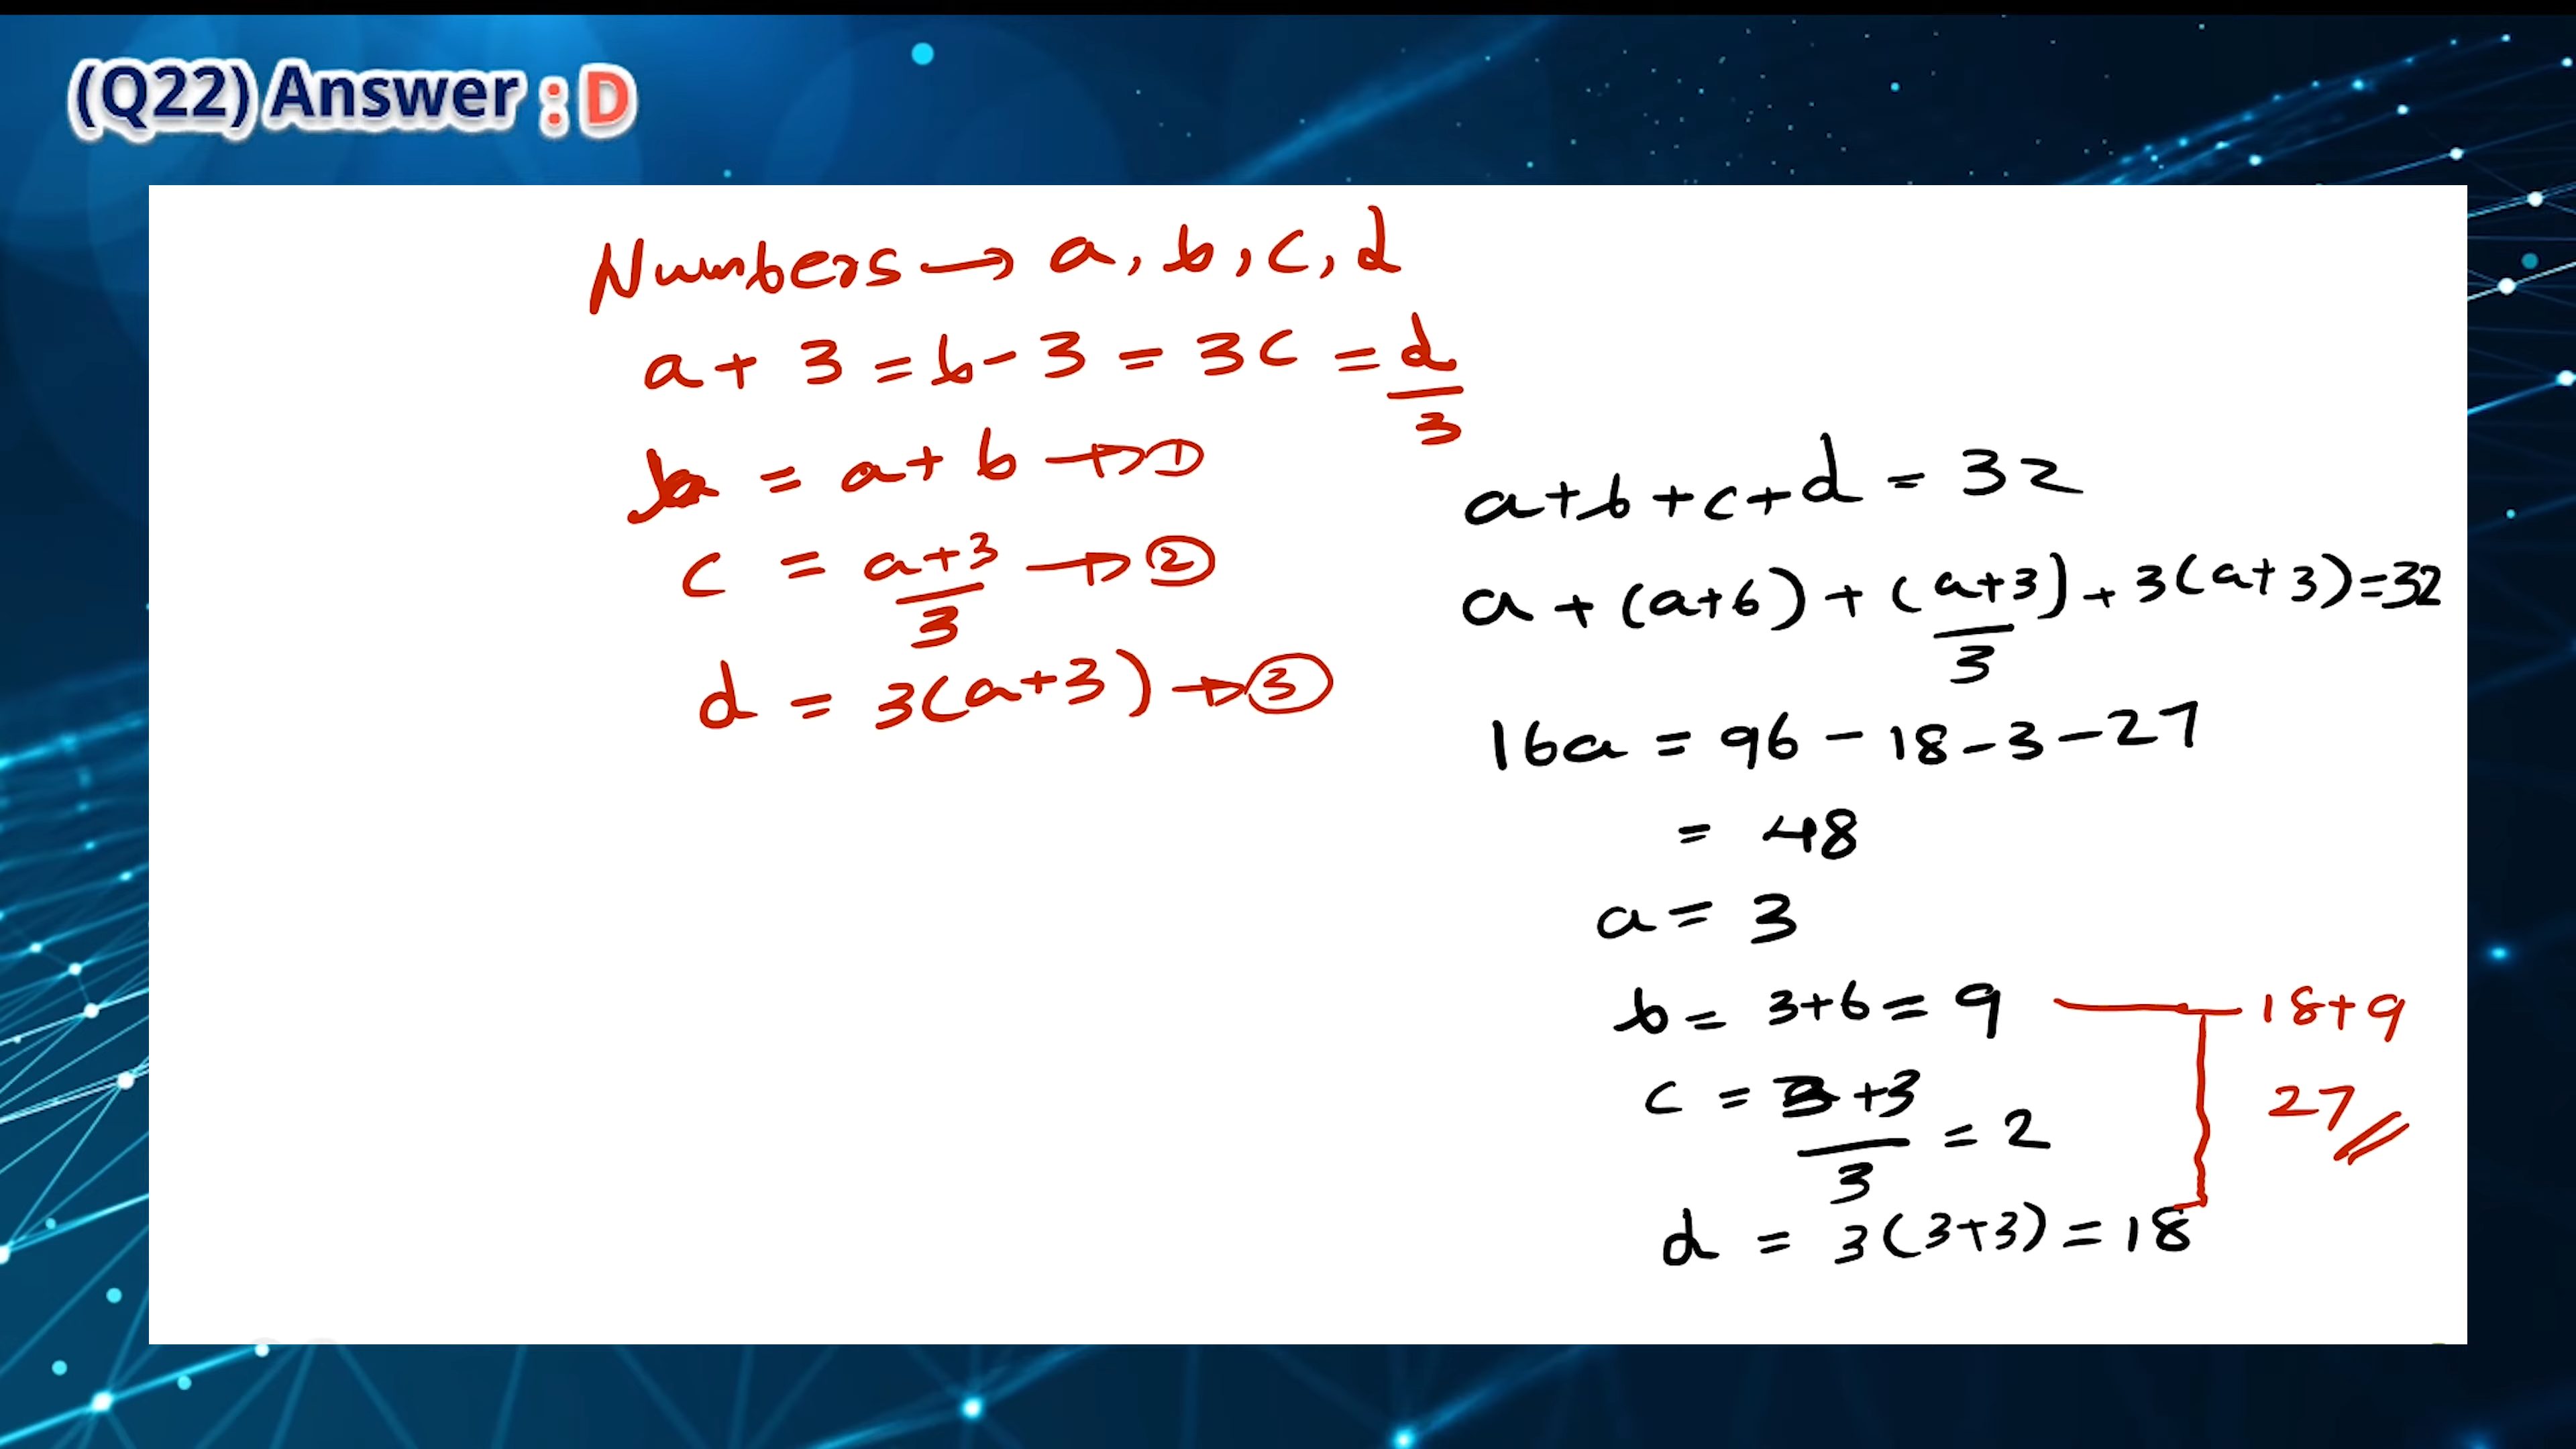 (Q22) Answer : D
Numbers → a, b, c, d
a + 3 = b - 3 = 3c = d/3
= a + b → ①
c = (a+3)/3 → ②
d = 3(a+3) → ③
a+b+c+d = 32
a + (a+6) + (a+3)/3 + 3(a+3) = 32
16a = 96 - 18 - 3 - 27
= 48
a = 3
b = 3+6 = 9
c = (3+3)/3 = 2
d = 3(3+3) = 18
18+9
27